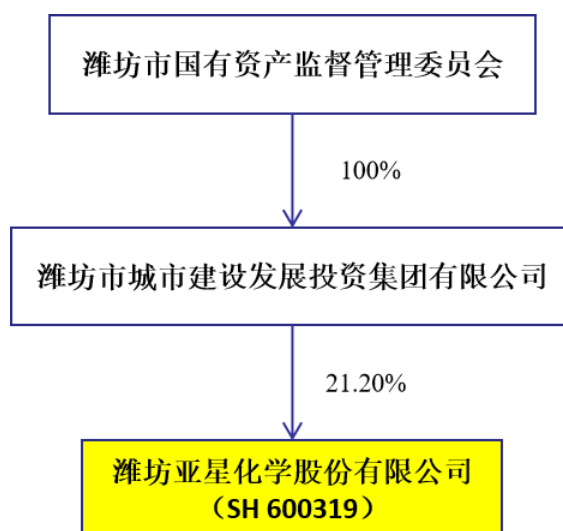 潍坊市国有资产监督管理委员会
100%
潍坊市城市建设发展投资集团有限公司
21.20%
潍坊亚星化学股份有限公司
（SH 600319）